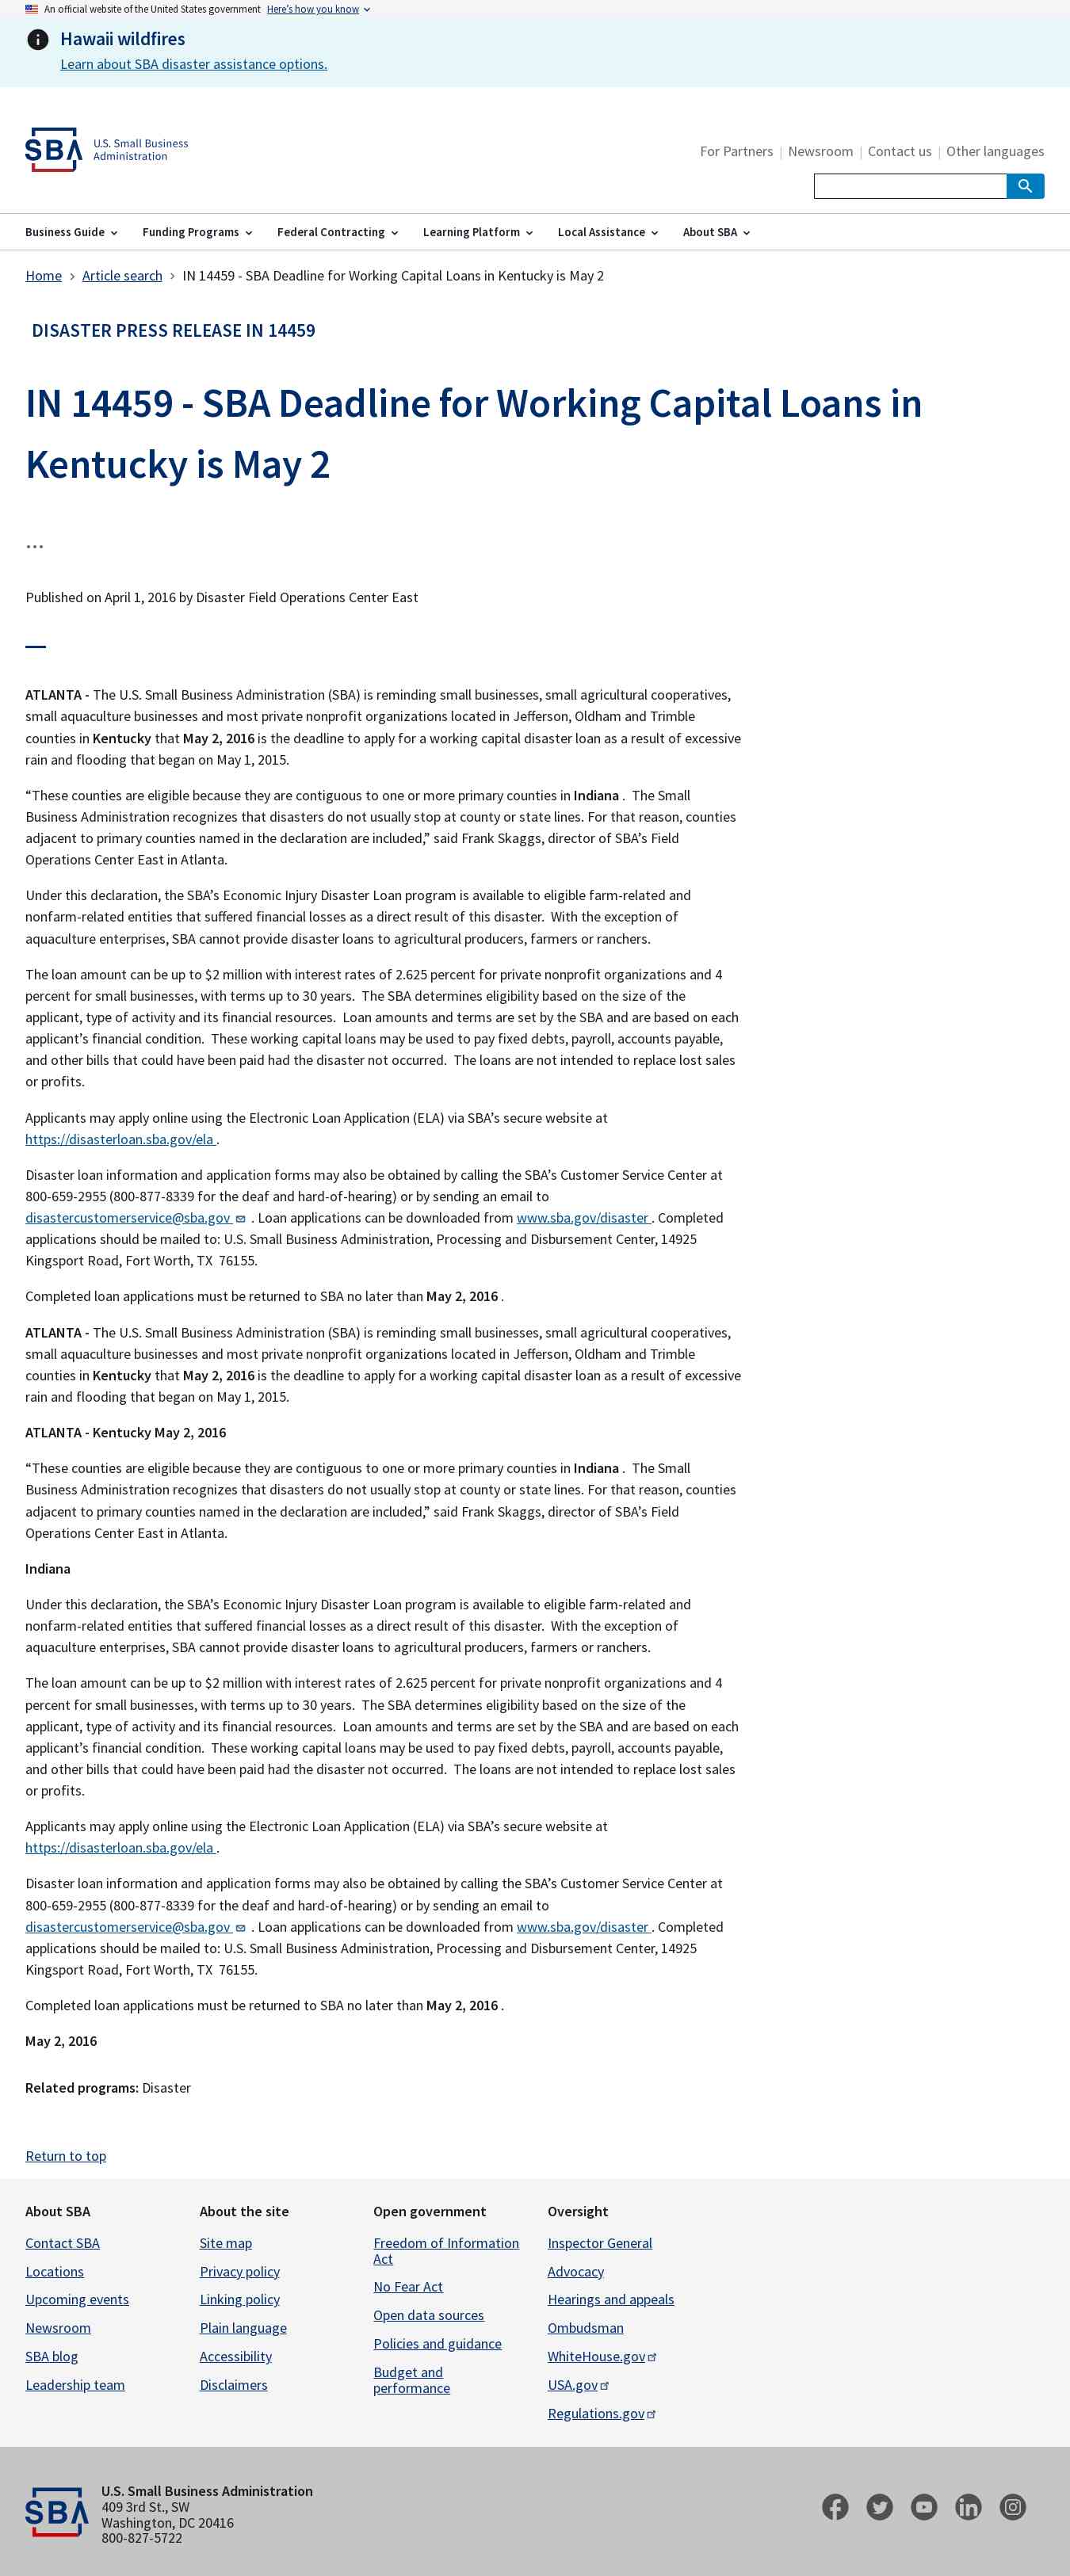 An official website of the United States government Here's how you know
Hawaii wildfires
Learn about SBA disaster assistance options.
SBA U.S. Small Business
Administration
For Partners | Newsroom | Contact us | Other languages
Business Guide Funding Programs Federal Contracting Learning Platform Local Assistance About SBA
Home > Article search > IN 14459 - SBA Deadline for Working Capital Loans in Kentucky is May 2
DISASTER PRESS RELEASE IN 14459
IN 14459 - SBA Deadline for Working Capital Loans in
Kentucky is May 2
...
Published on April 1, 2016 by Disaster Field Operations Center East
ATLANTA - The U.S. Small Business Administration (SBA) is reminding small businesses, small agricultural cooperatives,
small aquaculture businesses and most private nonprofit organizations located in Jefferson, Oldham and Trimble
counties in Kentucky that May 2, 2016 is the deadline to apply for a working capital disaster loan as a result of excessive
rain and flooding that began on May 1, 2015.
“These counties are eligible because they are contiguous to one or more primary counties in Indiana .  The Small
Business Administration recognizes that disasters do not usually stop at county or state lines. For that reason, counties
adjacent to primary counties named in the declaration are included,” said Frank Skaggs, director of SBA’s Field
Operations Center East in Atlanta.
Under this declaration, the SBA’s Economic Injury Disaster Loan program is available to eligible farm-related and
nonfarm-related entities that suffered financial losses as a direct result of this disaster.  With the exception of
aquaculture enterprises, SBA cannot provide disaster loans to agricultural producers, farmers or ranchers.
The loan amount can be up to $2 million with interest rates of 2.625 percent for private nonprofit organizations and 4
percent for small businesses, with terms up to 30 years.  The SBA determines eligibility based on the size of the
applicant, type of activity and its financial resources.  Loan amounts and terms are set by the SBA and are based on each
applicant’s financial condition.  These working capital loans may be used to pay fixed debts, payroll, accounts payable,
and other bills that could have been paid had the disaster not occurred.  The loans are not intended to replace lost sales
or profits.
Applicants may apply online using the Electronic Loan Application (ELA) via SBA’s secure website at
https://disasterloan.sba.gov/ela .
Disaster loan information and application forms may also be obtained by calling the SBA’s Customer Service Center at
800-659-2955 (800-877-8339 for the deaf and hard-of-hearing) or by sending an email to
disastercustomerservice@sba.gov . Loan applications can be downloaded from www.sba.gov/disaster . Completed
applications should be mailed to: U.S. Small Business Administration, Processing and Disbursement Center, 14925
Kingsport Road, Fort Worth, TX  76155.
Completed loan applications must be returned to SBA no later than May 2, 2016 .
ATLANTA - The U.S. Small Business Administration (SBA) is reminding small businesses, small agricultural cooperatives,
small aquaculture businesses and most private nonprofit organizations located in Jefferson, Oldham and Trimble
counties in Kentucky that May 2, 2016 is the deadline to apply for a working capital disaster loan as a result of excessive
rain and flooding that began on May 1, 2015.
ATLANTA - Kentucky May 2, 2016
“These counties are eligible because they are contiguous to one or more primary counties in Indiana .  The Small
Business Administration recognizes that disasters do not usually stop at county or state lines. For that reason, counties
adjacent to primary counties named in the declaration are included,” said Frank Skaggs, director of SBA’s Field
Operations Center East in Atlanta.
Indiana
Under this declaration, the SBA’s Economic Injury Disaster Loan program is available to eligible farm-related and
nonfarm-related entities that suffered financial losses as a direct result of this disaster.  With the exception of
aquaculture enterprises, SBA cannot provide disaster loans to agricultural producers, farmers or ranchers.
The loan amount can be up to $2 million with interest rates of 2.625 percent for private nonprofit organizations and 4
percent for small businesses, with terms up to 30 years.  The SBA determines eligibility based on the size of the
applicant, type of activity and its financial resources.  Loan amounts and terms are set by the SBA and are based on each
applicant’s financial condition.  These working capital loans may be used to pay fixed debts, payroll, accounts payable,
and other bills that could have been paid had the disaster not occurred.  The loans are not intended to replace lost sales
or profits.
Applicants may apply online using the Electronic Loan Application (ELA) via SBA’s secure website at
https://disasterloan.sba.gov/ela .
Disaster loan information and application forms may also be obtained by calling the SBA’s Customer Service Center at
800-659-2955 (800-877-8339 for the deaf and hard-of-hearing) or by sending an email to
disastercustomerservice@sba.gov . Loan applications can be downloaded from www.sba.gov/disaster . Completed
applications should be mailed to: U.S. Small Business Administration, Processing and Disbursement Center, 14925
Kingsport Road, Fort Worth, TX  76155.
Completed loan applications must be returned to SBA no later than May 2, 2016 .
May 2, 2016
Related programs: Disaster
Return to top
About SBA
Contact SBA
Locations
Upcoming events
Newsroom
SBA blog
Leadership team
About the site
Site map
Privacy policy
Linking policy
Plain language
Accessibility
Disclaimers
Open government
Freedom of Information
Act
No Fear Act
Open data sources
Policies and guidance
Budget and
performance
Oversight
Inspector General
Advocacy
Hearings and appeals
Ombudsman
WhiteHouse.gov
USA.gov
Regulations.gov
SBA
U.S. Small Business Administration
409 3rd St., SW
Washington, DC 20416
800-827-5722